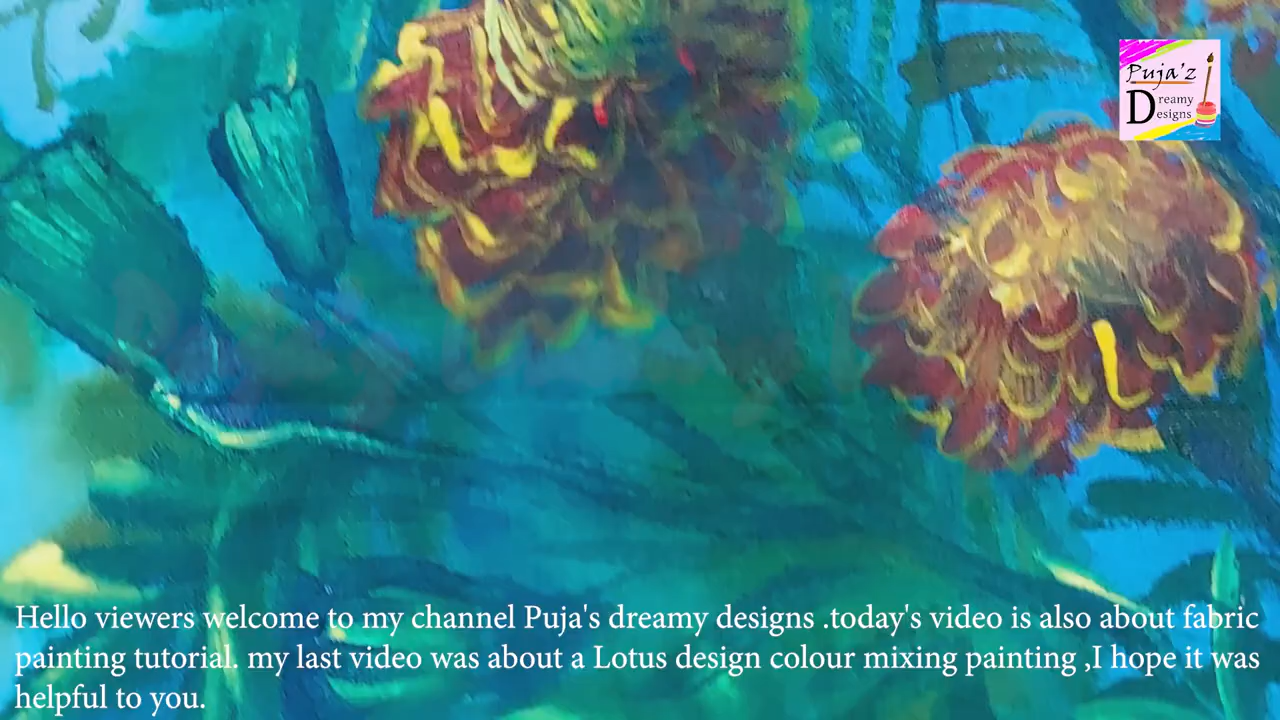 Puja'z
Dreamy
Designs
Hello viewers welcome to my channel Puja's dreamy designs .today's video is also about fabric
painting tutorial. my last video was about a Lotus design colour mixing painting ,I hope it was
helpful to you.